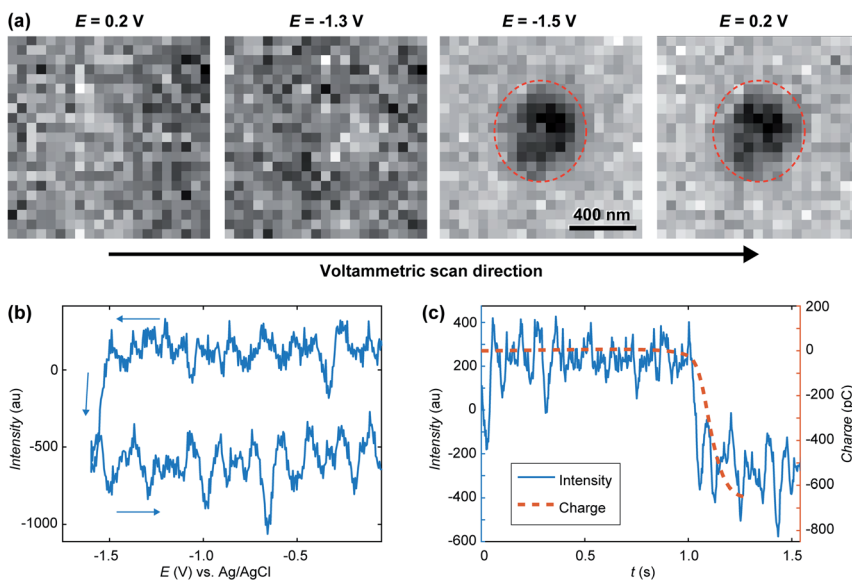 (a)
E = 0.2 V
E = -1.3 V
E = -1.5 V
E = 0.2 V
400 nm
Voltammetric scan direction
(b)
0
-500
-1000
Intensity (au)
-1.5
-1.0
-0.5
E (V) vs. Ag/AgCl
(c)
400
200
0
-200
-400
-600
Intensity (au)
200
0
-200
-400
-600
-800
Charge (pC)
Intensity
Charge
0
0.5
1.0
1.5
t (s)